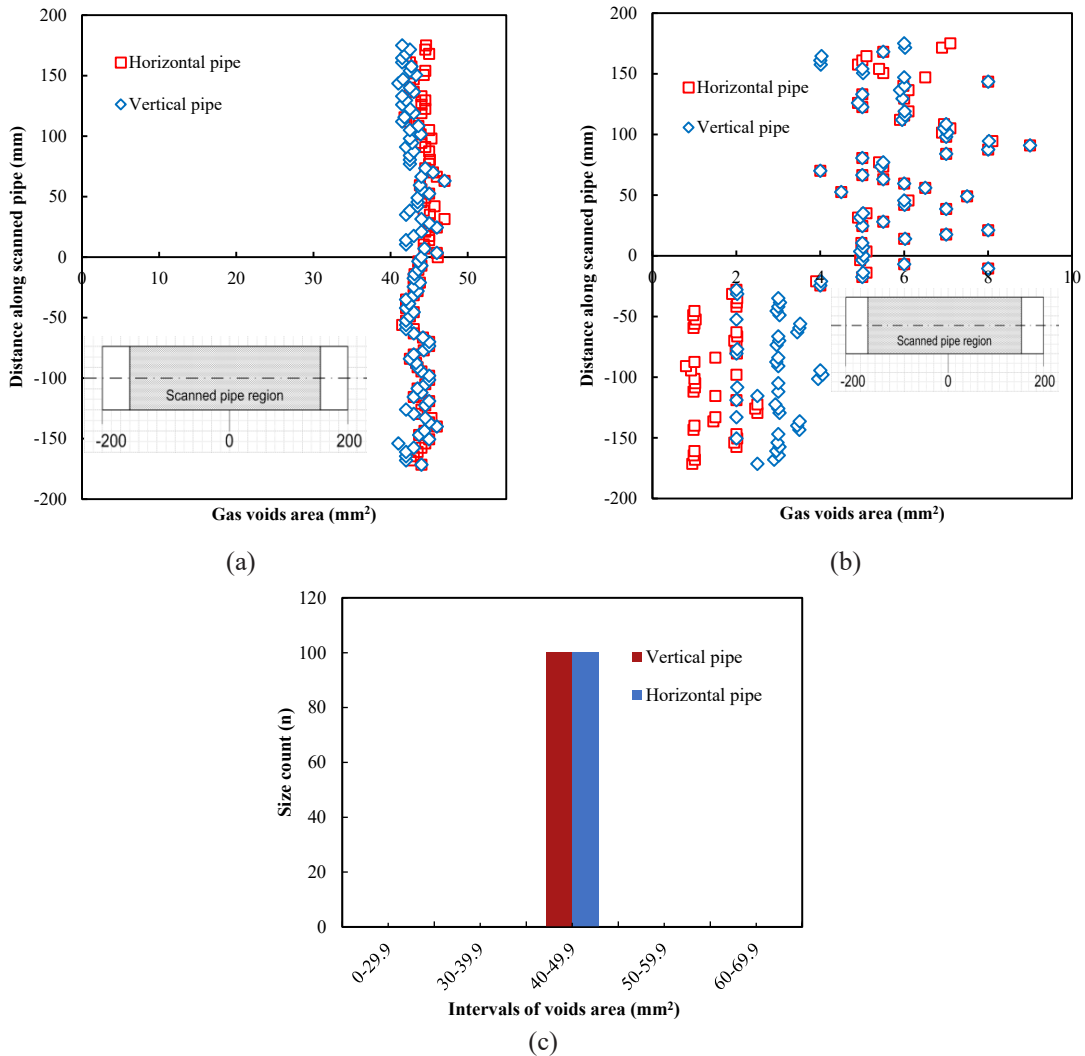 200
150
100
50
0
-50
-100
-150
-200
0
10
20
30
40
50
Distance along scanned pipe (mm)
Gas voids area (mm²)
Horizontal pipe
Vertical pipe
Scanned pipe region
-200
0
200
(a)
200
150
100
50
0
-50
-100
-150
-200
0
2
4
6
8
10
Distance along scanned pipe (mm)
Gas voids area (mm²)
Horizontal pipe
Vertical pipe
Scanned pipe region
-200
0
200
(b)
120
100
80
60
40
20
0
Size count (n)
Vertical pipe
Horizontal pipe
0-29.9
30-39.9
40-49.9
50-59.9
60-69.9
Intervals of voids area (mm²)
(c)